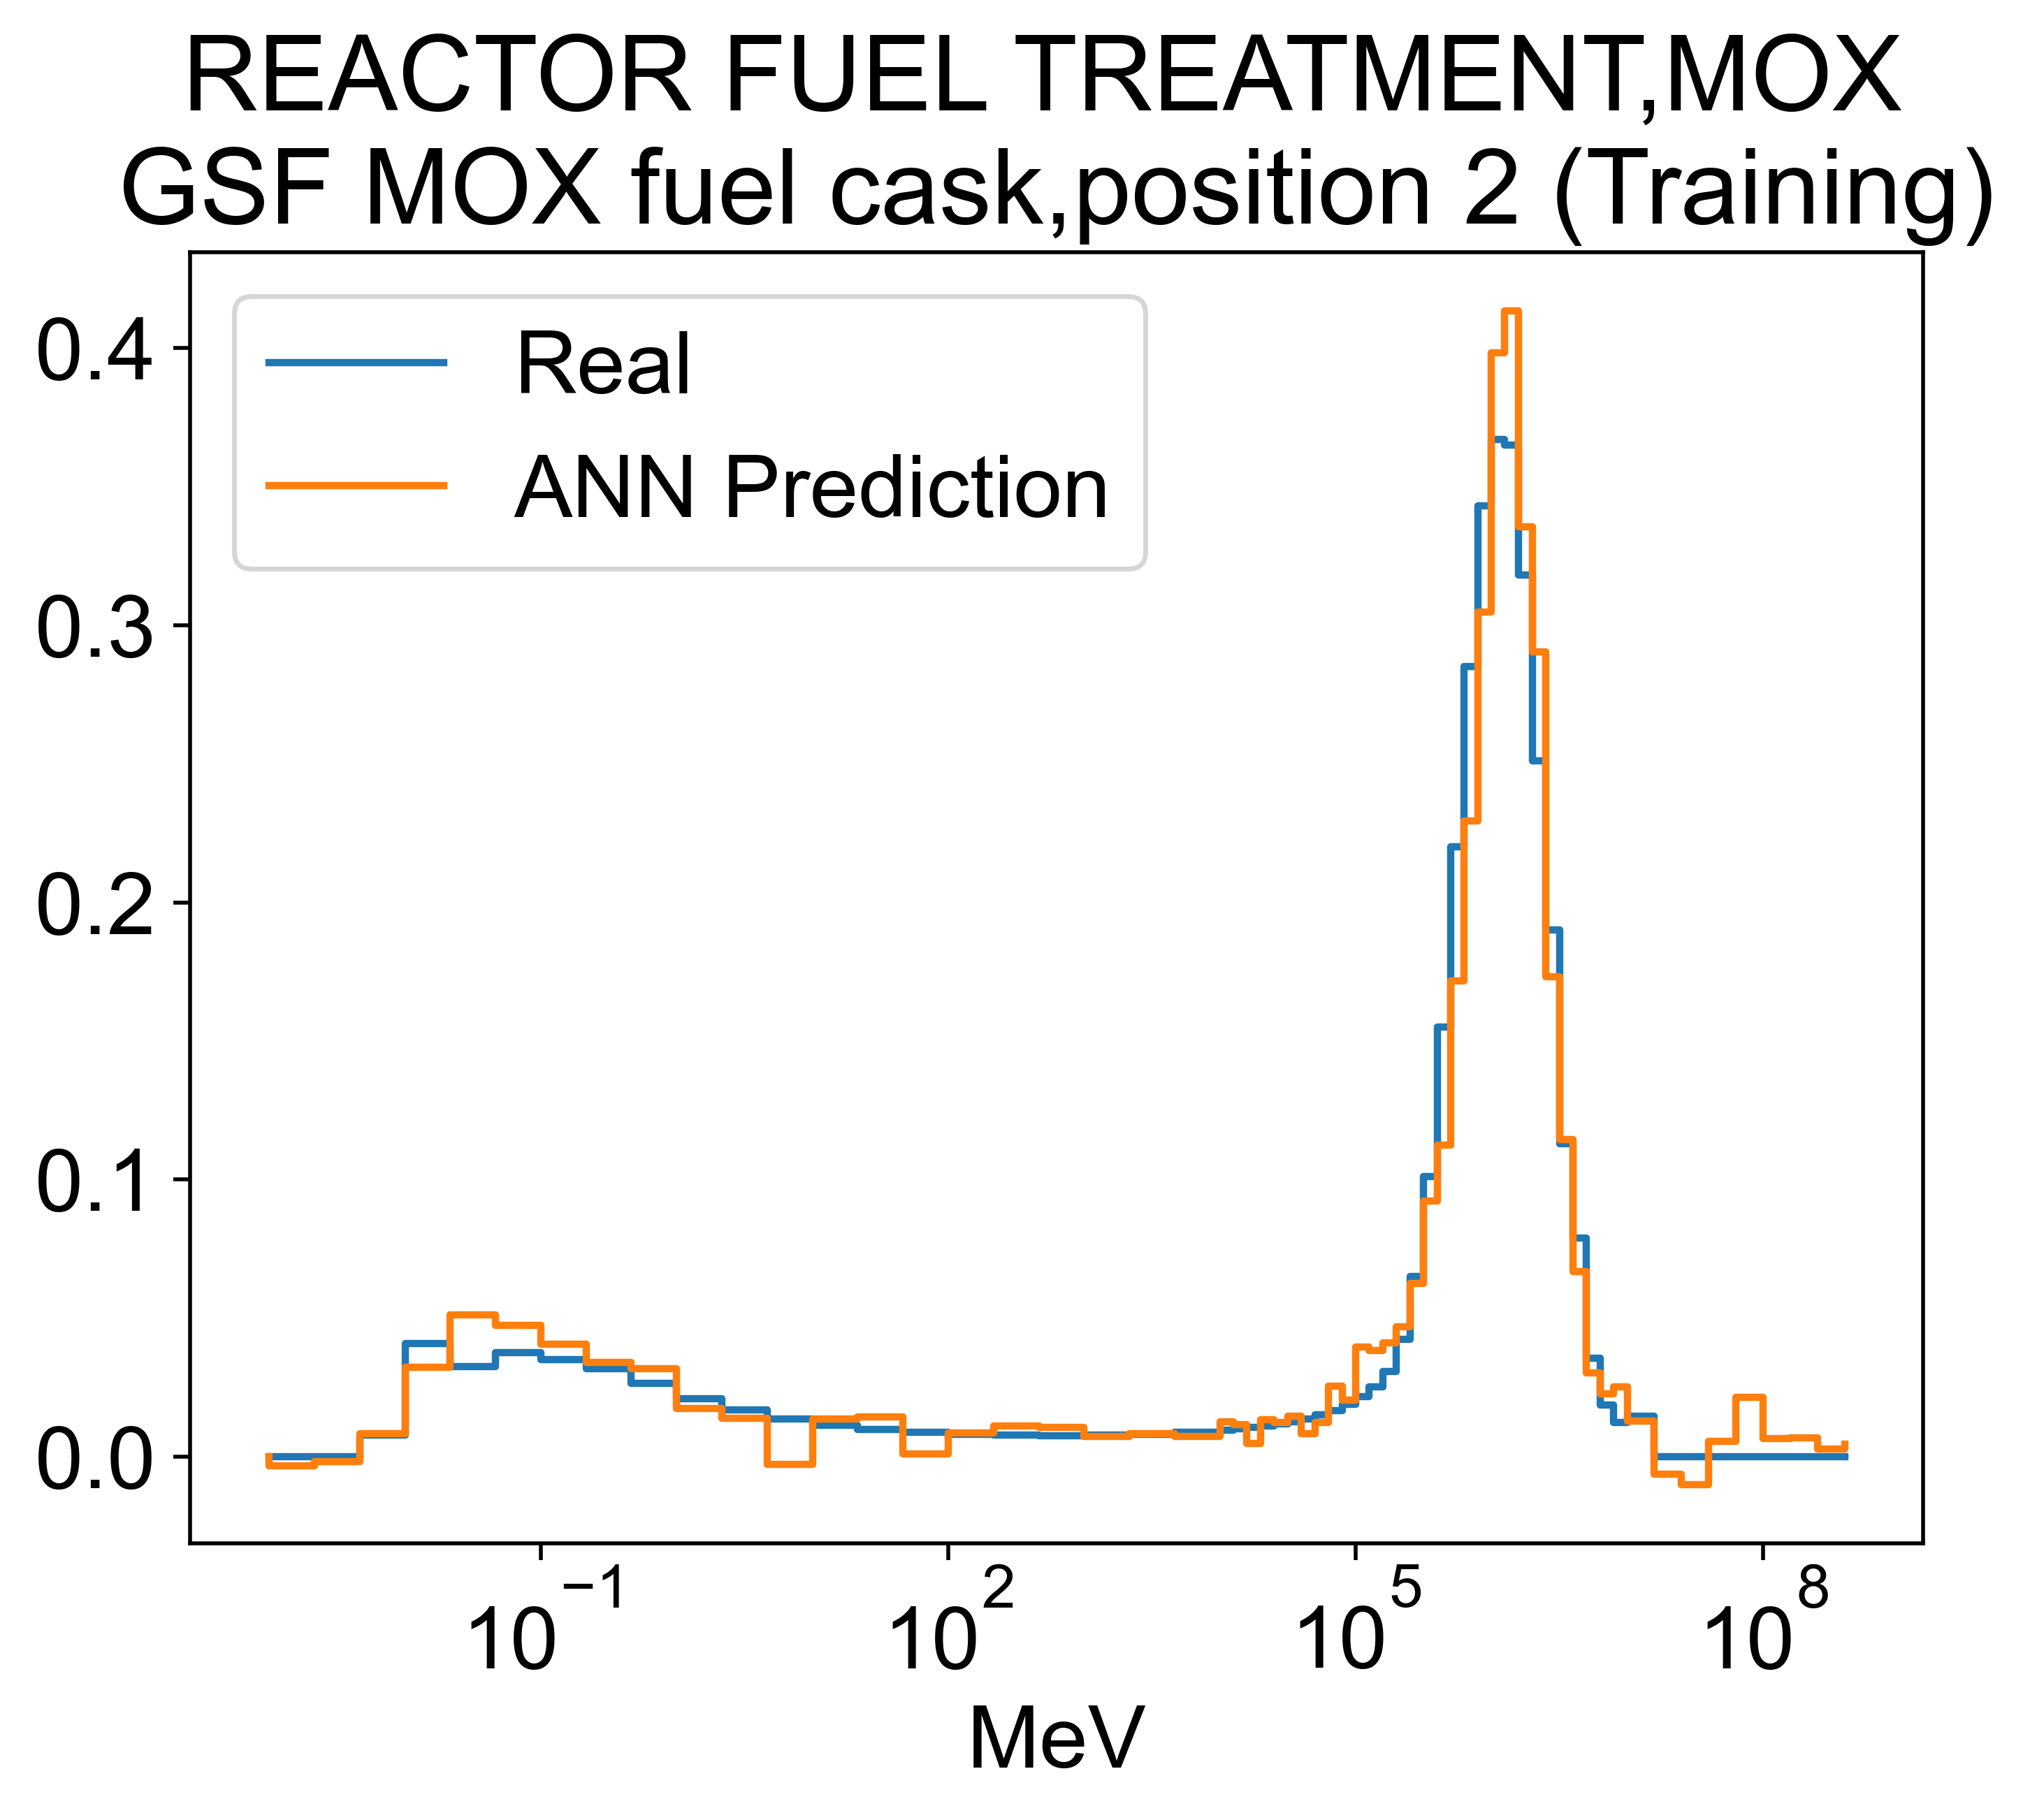 REACTOR FUEL TREATMENT,MOX
GSF MOX fuel cask,position 2 (Training)
Real
ANN Prediction
0.4
0.3
0.2
0.1
0.0
10⁻¹ 10² 10⁵ 10⁸
MeV